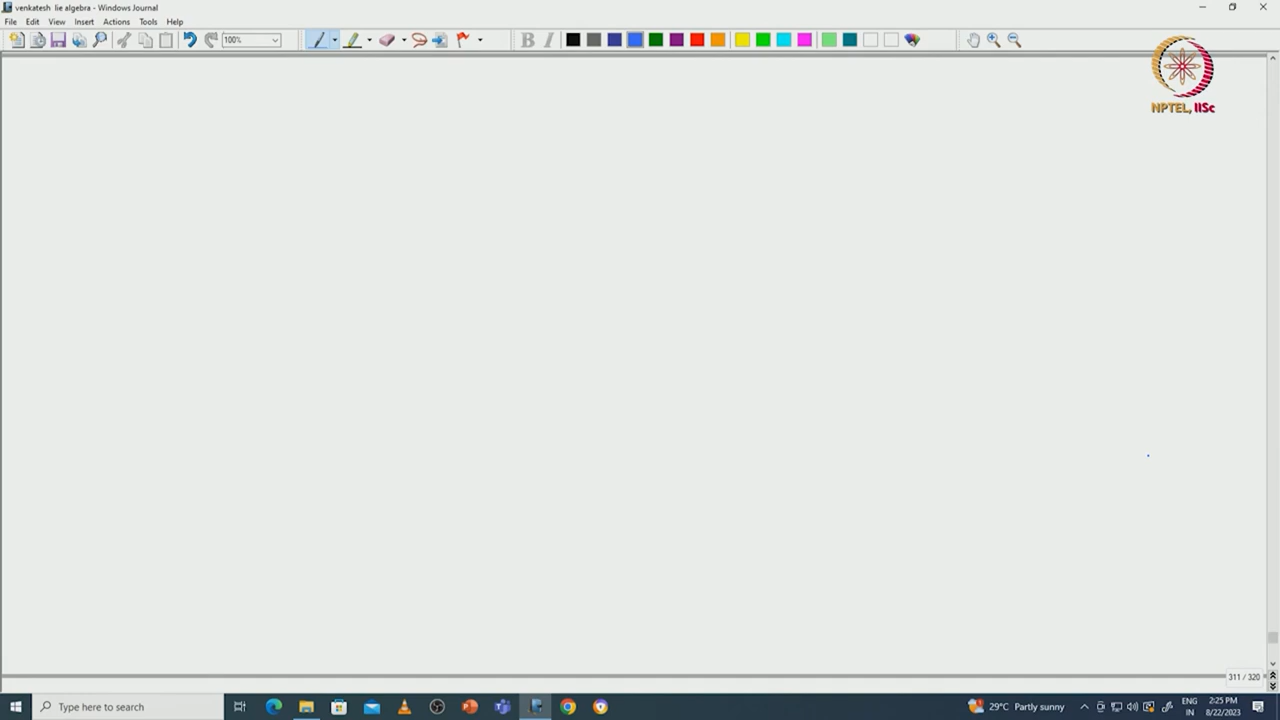 venkatesh lie algebra - Windows Journal
File Edit View Insert Actions Tools Help
100%
B I
NPTEL, IISc
311 / 320
Type here to search
29°C Partly sunny
ENG
IN
2:25 PM
8/22/2023